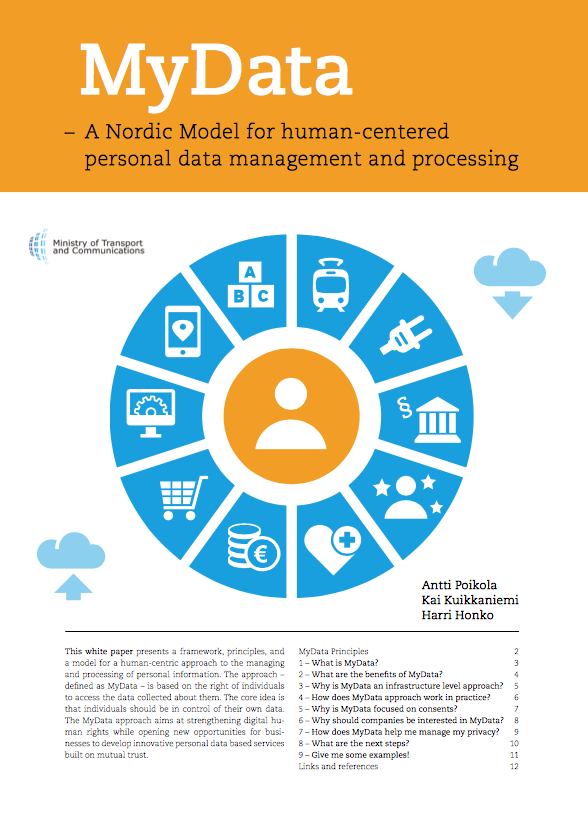 MyData
– A Nordic Model for human-centered
personal data management and processing
Ministry of Transport
and Communications
A
B C
§
€
Antti Poikola
Kai Kuikkaniemi
Harri Honko
This white paper presents a framework, principles, and
a model for a human-centric approach to the managing
and processing of personal information. The approach –
defined as MyData – is based on the right of individuals
to access the data collected about them. The core idea is
that individuals should be in control of their own data.
The MyData approach aims at strengthening digital hu-
man rights while opening new opportunities for busi-
nesses to develop innovative personal data based services
built on mutual trust.
MyData Principles 2
1 – What is MyData? 3
2 – What are the benefits of MyData? 4
3 – Why is MyData an infrastructure level approach? 5
4 – How does MyData approach work in practice? 6
5 – Why is MyData focused on consents? 7
6 – Why should companies be interested in MyData? 8
7 – How does MyData help me manage my privacy? 9
8 – What are the next steps? 10
9 – Give me some examples! 11
Links and references 12